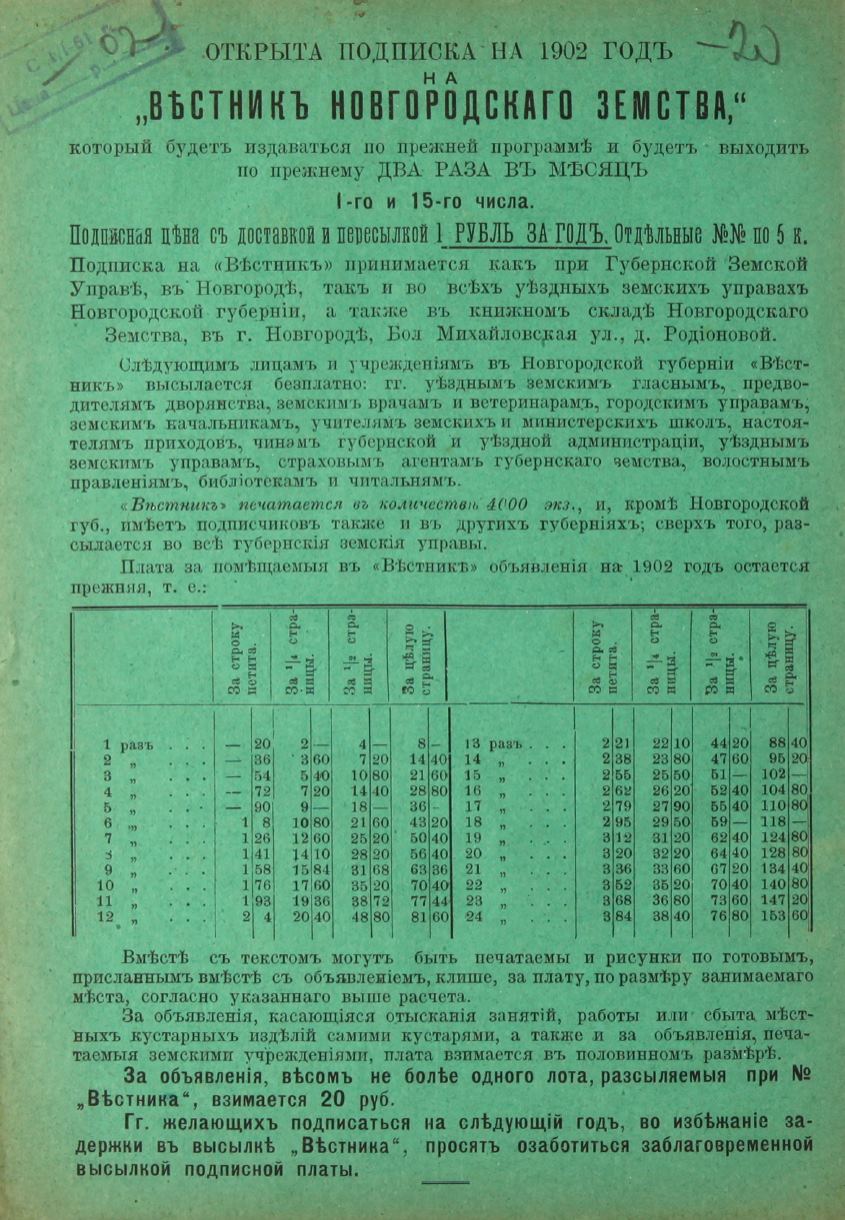 ОТКРЫТА ПОДПИСКА НА 1902 ГОДЪ
НА
„ВѢСТНИКЪ НОВГОРОДСКАГО ЗЕМСТВА,“
который будетъ издаваться по прежней программѣ и будетъ выходить
по прежнему ДВА РАЗА ВЪ МѢСЯЦЪ
I-го и 15-го числа.
Подписная цѣна съ доставкой и пересылкой 1 РУБЛЬ ЗА ГОДЪ. Отдѣльные №№ по 5 к.
Подписка на «Вѣстникъ» принимается какъ при Губернской Земской
Управѣ, въ Новгородѣ, такъ и во всѣхъ уѣздныхъ земскихъ управахъ
Новгородской губерніи, а также въ книжномъ складѣ Новгородскаго
Земства, въ г. Новгородѣ, Бол Михайловская ул., д. Родіоновой.
Слѣдующимъ лицамъ и учрежденіямъ въ Новгородской губерніи «Вѣст-
никъ» высылается безплатно: гг. уѣзднымъ земскимъ гласнымъ, предво-
дителямъ дворянства, земскимъ врачамъ и ветеринарамъ, городскимъ управамъ,
земскимъ начальникамъ, учителямъ земскихъ и министерскихъ школъ, настоя-
телямъ приходовъ, чинамъ губернской и уѣздной администраціи, уѣзднымъ
земскимъ управамъ, страховымъ агентамъ губернскаго земства, волостнымъ
правленіямъ, библіотекамъ и читальнямъ.
«Вѣстникъ» печатается въ количествѣ 4000 экз., и, кромѣ Новгородской
губ., имѣетъ подписчиковъ также и въ другихъ губерніяхъ; сверхъ того, раз-
сылается во всѣ губернскія земскія управы.
Плата за помѣщаемыя въ «Вѣстникѣ» объявленія на 1902 годъ остается
прежняя, т. е.:
За строку петита. За 1/4 стра-ницы. За 1/2 стра-ницы. За цѣлую страницу. За строку петита. За 1/4 стра-ницы. За 1/2 стра-ницы. За цѣлую страницу.
1 разъ . . . — 20 2 — 4 — 8 — 13 разъ . . . 2 21 22 10 44 20 88 40
2 „ . . . — 36 3 60 7 20 14 40 14 „ . . . 2 38 23 80 47 60 95 20
3 „ . . . — 54 5 40 10 80 21 60 15 „ . . . 2 55 25 50 51 — 102 —
4 „ . . . — 72 7 20 14 40 28 80 16 „ . . . 2 62 26 20 52 40 104 80
5 „ . . . — 90 9 — 18 — 36 — 17 „ . . . 2 79 27 90 55 40 110 80
6 „ . . . 1 8 10 80 21 60 43 20 18 „ . . . 2 95 29 50 59 — 118 —
7 „ . . . 1 26 12 60 25 20 50 40 19 „ . . . 3 12 31 20 62 40 124 80
8 „ . . . 1 41 14 10 28 20 56 40 20 „ . . . 3 20 32 20 64 40 128 80
9 „ . . . 1 58 15 84 31 68 63 36 21 „ . . . 3 36 33 60 67 20 134 40
10 „ . . . 1 76 17 60 35 20 70 40 22 „ . . . 3 52 35 20 70 40 140 80
11 „ . . . 1 93 19 36 38 72 77 44 23 „ . . . 3 68 36 80 73 60 147 20
12 „ . . . 2 4 20 40 48 80 81 60 24 „ . . . 3 84 38 40 76 80 153 60
Вмѣстѣ съ текстомъ могутъ быть печатаемы и рисунки по готовымъ,
присланнымъ вмѣстѣ съ объявленіемъ, клише, за плату, по размѣру занимаемаго
мѣста, согласно указаннаго выше расчета.
За объявленія, касающіяся отысканія занятій, работы или сбыта мѣст-
ныхъ кустарныхъ издѣлій самими кустарями, а также и за объявленія, печа-
таемыя земскими учрежденіями, плата взимается въ половинномъ размѣрѣ.
За объявленія, вѣсомъ не болѣе одного лота, разсыляемыя при №
„Вѣстника“, взимается 20 руб.
Гг. желающихъ подписаться на слѣдующій годъ, во избѣжаніе за-
держки въ высылкѣ „Вѣстника“, просятъ озаботиться заблаговременной
высылкой подписной платы.